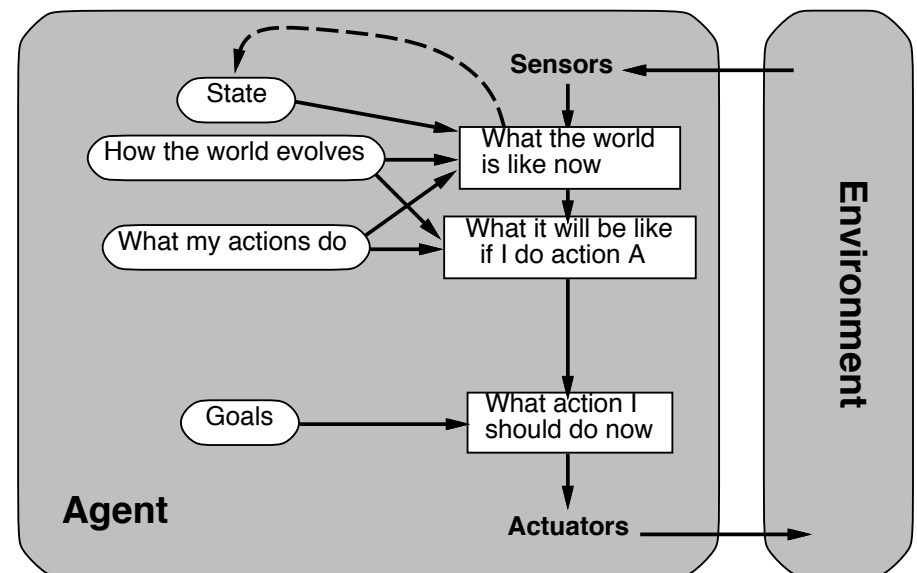 Sensors
State
What the world
is like now
How the world evolves
What it will be like
if I do action A
What my actions do
What action I
should do now
Goals
Agent
Actuators
Environment